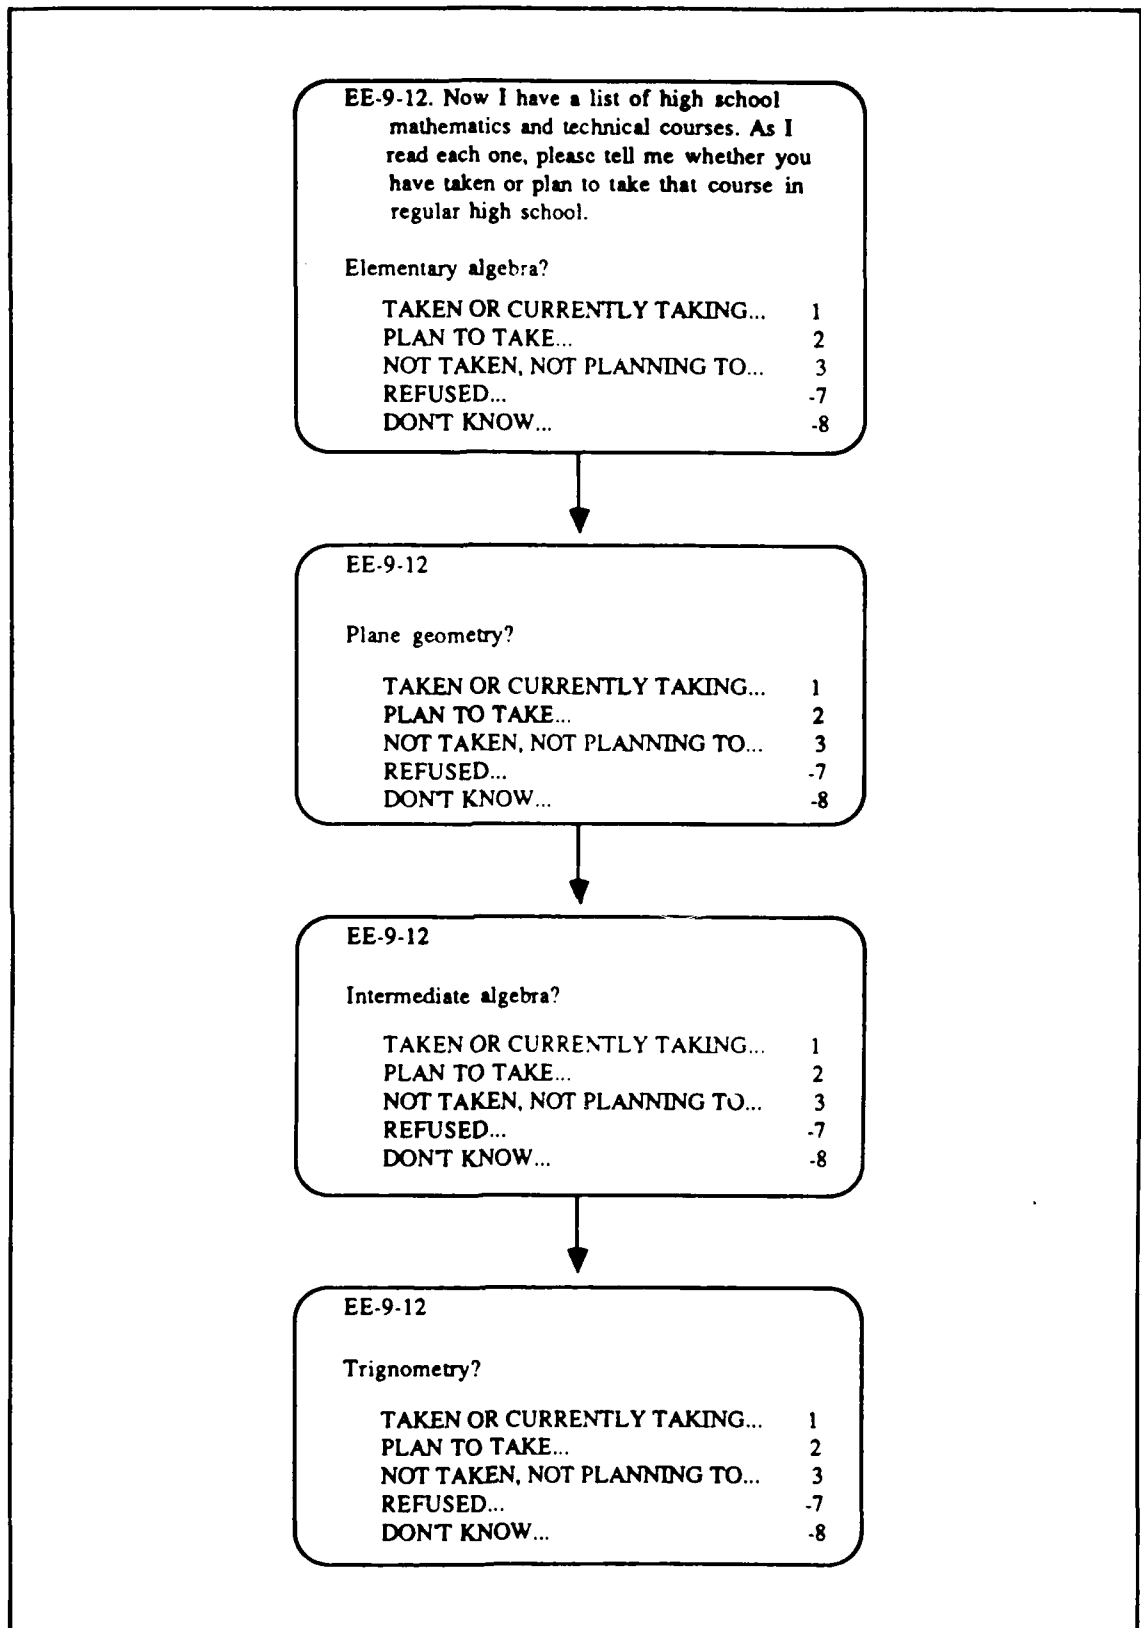 EE-9-12. Now I have a list of high school
mathematics and technical courses. As I
read each one, please tell me whether you
have taken or plan to take that course in
regular high school.
Elementary algebra?
TAKEN OR CURRENTLY TAKING... 1
PLAN TO TAKE... 2
NOT TAKEN, NOT PLANNING TO... 3
REFUSED... -7
DON'T KNOW... -8
EE-9-12
Plane geometry?
TAKEN OR CURRENTLY TAKING... 1
PLAN TO TAKE... 2
NOT TAKEN, NOT PLANNING TO... 3
REFUSED... -7
DON'T KNOW... -8
EE-9-12
Intermediate algebra?
TAKEN OR CURRENTLY TAKING... 1
PLAN TO TAKE... 2
NOT TAKEN, NOT PLANNING TO... 3
REFUSED... -7
DON'T KNOW... -8
EE-9-12
Trignometry?
TAKEN OR CURRENTLY TAKING... 1
PLAN TO TAKE... 2
NOT TAKEN, NOT PLANNING TO... 3
REFUSED... -7
DON'T KNOW... -8